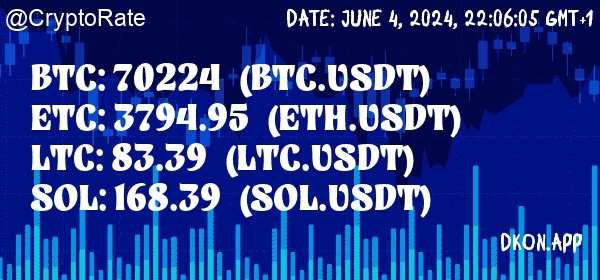 @CryptoRate
DATE: JUNE 4, 2024, 22:06:05 GMT+1
BTC: 70224 (BTC.USDT)
ETC: 3794.95 (ETH.USDT)
LTC: 83.39 (LTC.USDT)
SOL: 168.39 (SOL.USDT)
DKON.APP